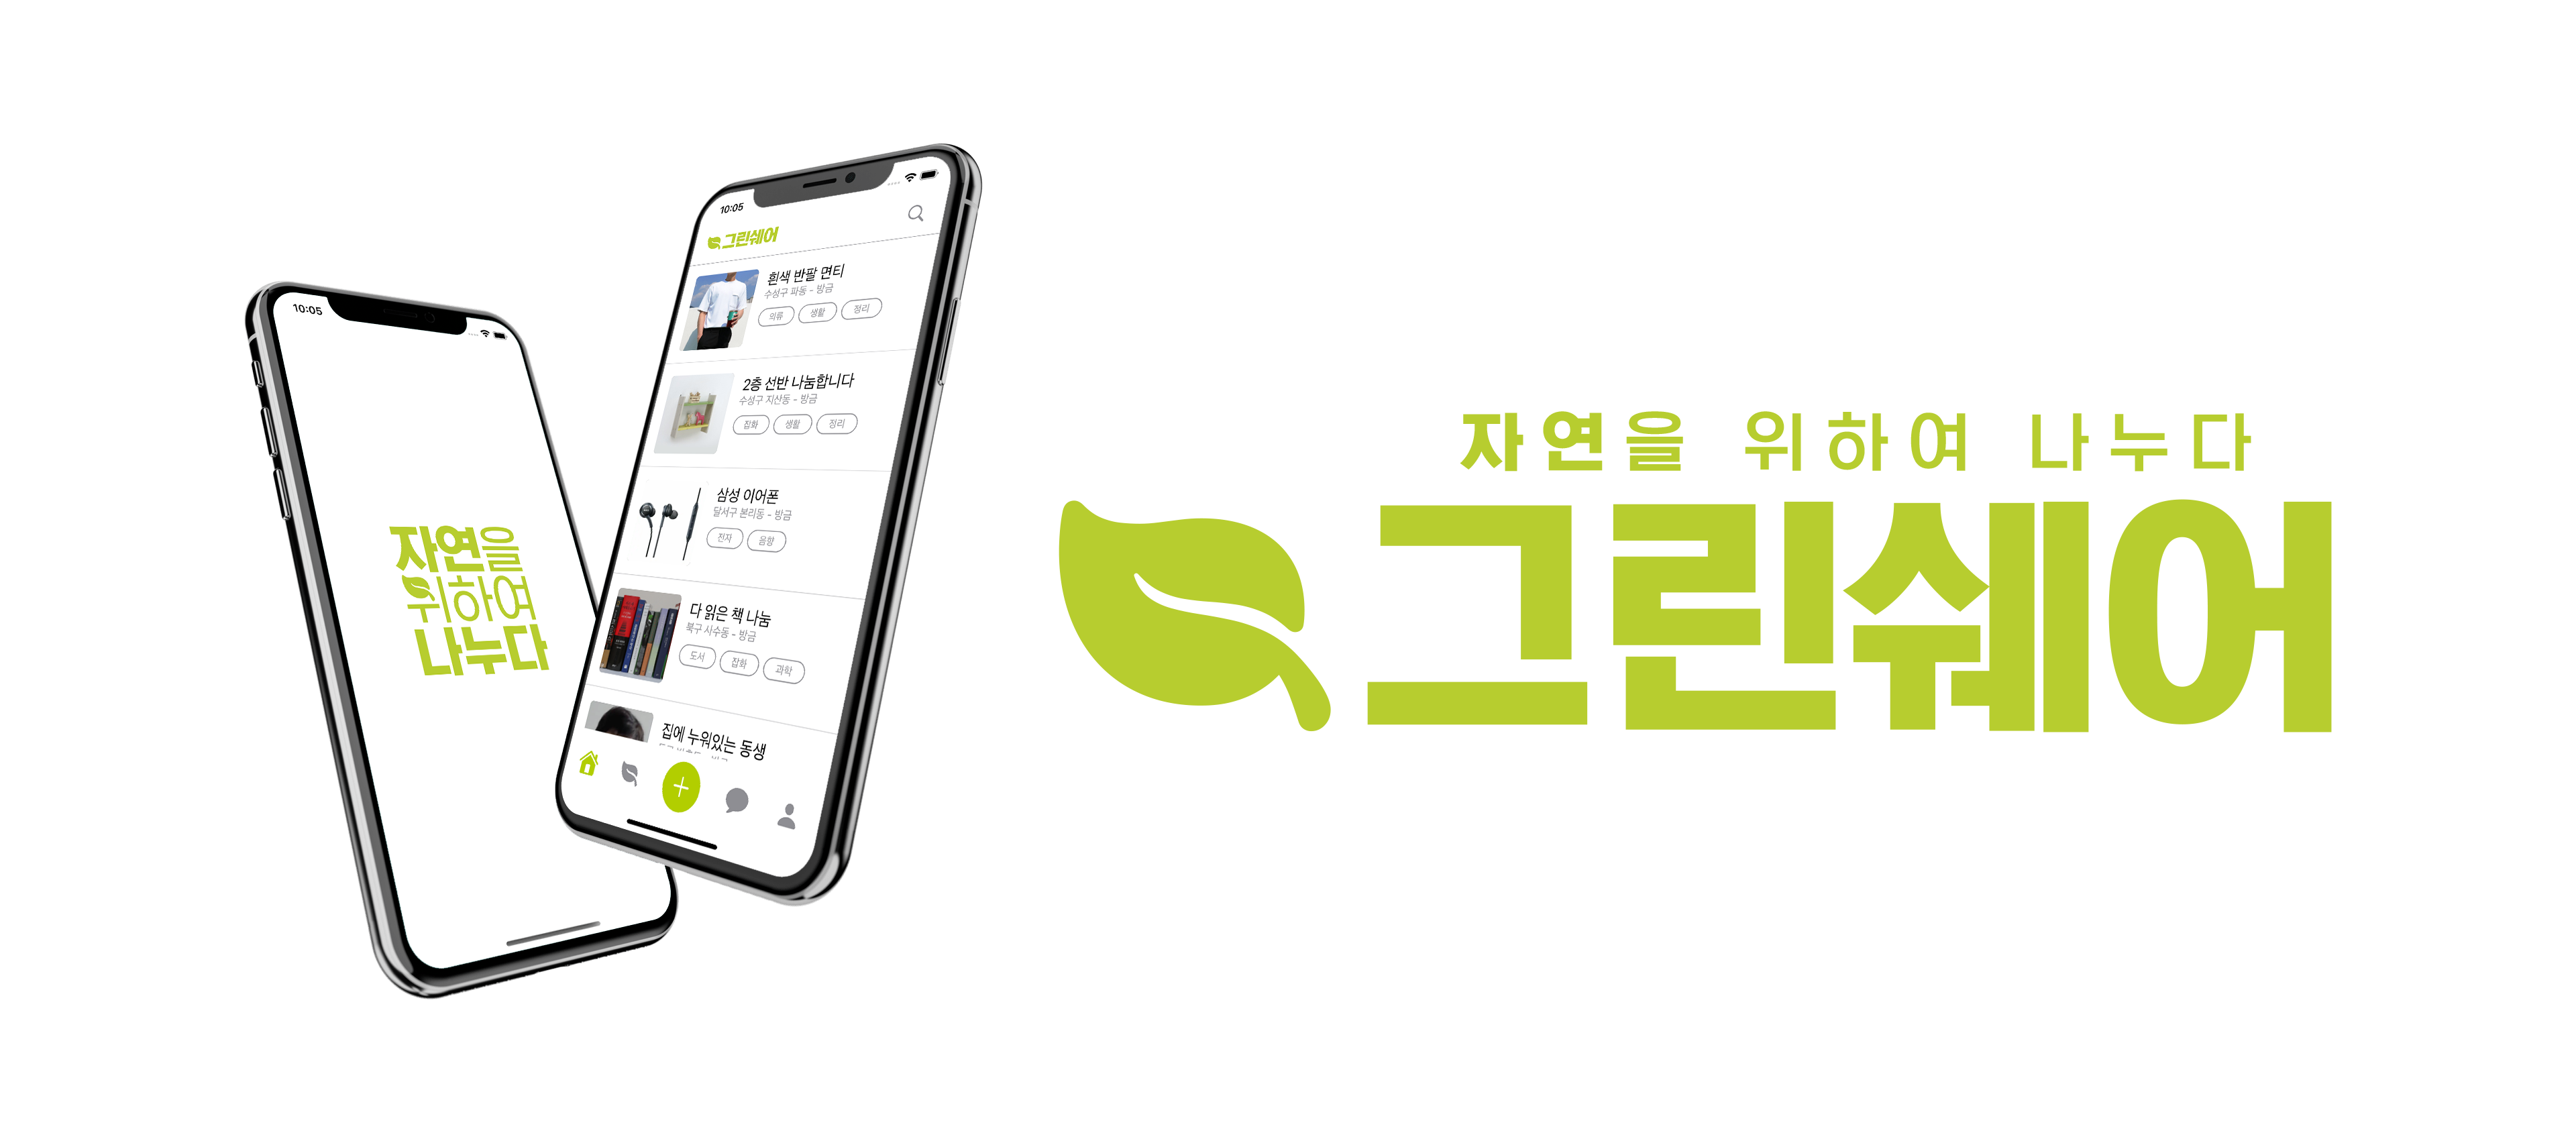 10:05
자연을
위하여
나누다
10:05
그린쉐어
흰색 반팔 면티
수성구 파동 - 방금
의류 생활 정리
2층 선반 나눔합니다
수성구 지산동 - 방금
잡화 생활 정리
삼성 이어폰
달서구 본리동 - 방금
전자 음향
다 읽은 책 나눔
북구 사수동 - 방금
도서 잡화 과학
집에 누워있는 동생
자연을 위하여 나누다
그린쉐어